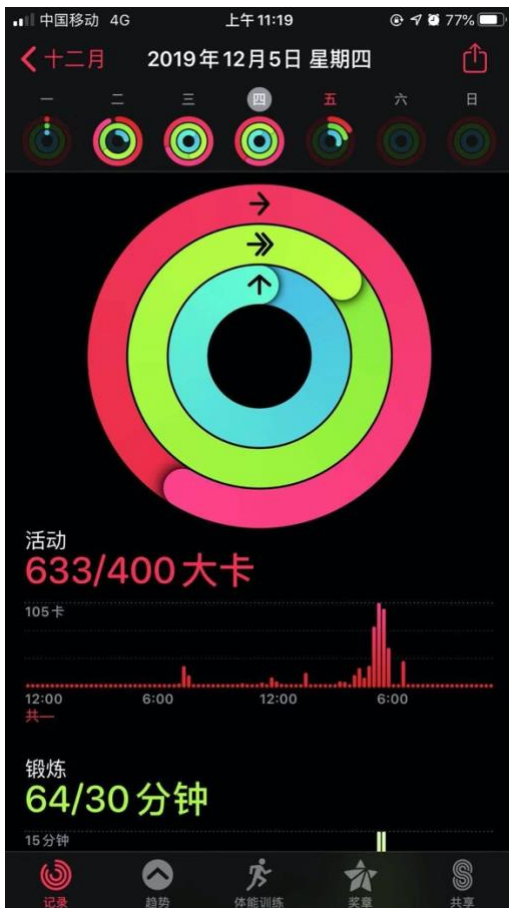 中国移动 4G 上午11:19 77%
十二月 2019年12月5日 星期四
一 二 三 四 五 六 日
活动
633/400大卡
105卡
12:00 6:00 12:00 6:00
共一
锻炼
64/30分钟
15分钟
记录 趋势 体能训练 奖章 共享